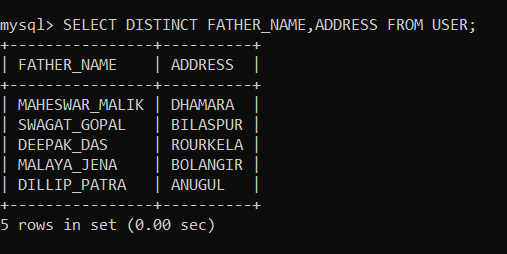 mysql> SELECT DISTINCT FATHER_NAME,ADDRESS FROM USER;
+----------------+-----------+
| FATHER_NAME    | ADDRESS   |
+----------------+-----------+
| MAHESWAR_MALIK | DHAMARA   |
| SWAGAT_GOPAL   | BILASPUR  |
| DEEPAK_DAS     | ROURKELA  |
| MALAYA_JENA    | BOLANGIR  |
| DILLIP_PATRA   | ANUGUL    |
+----------------+-----------+
5 rows in set (0.00 sec)